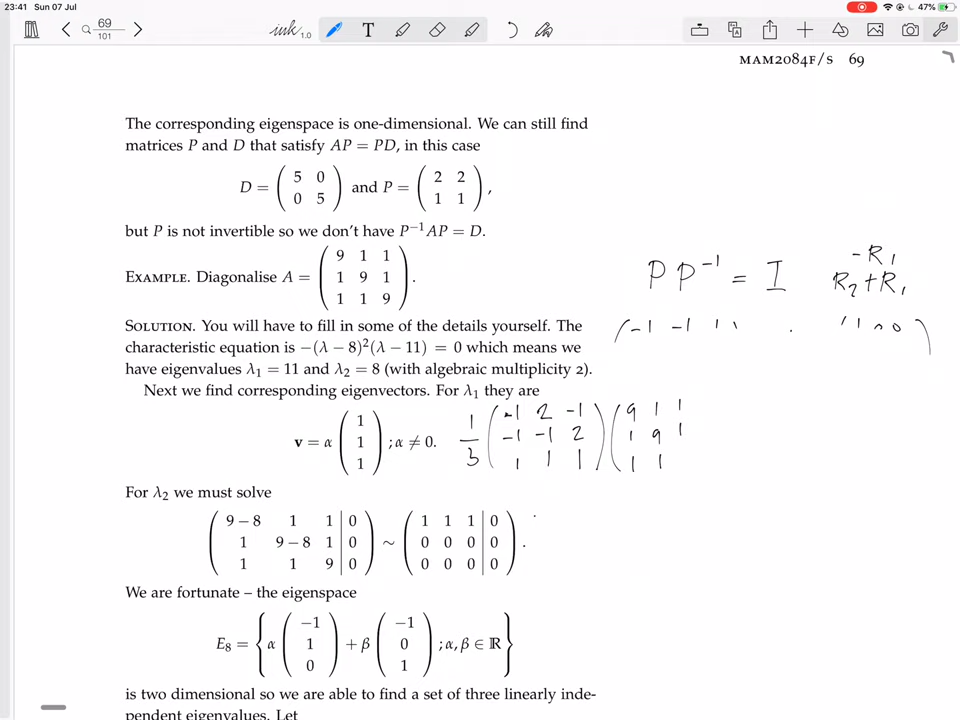 23:41 Sun 07 Jul
47%
69
101
ink 1.0
T
MAM2084F/S 69
The corresponding eigenspace is one-dimensional. We can still find
matrices P and D that satisfy AP = PD, in this case
D = ( 5 0
0 5 ) and P = ( 2 2
1 1 ),
but P is not invertible so we don't have P⁻¹AP = D.
EXAMPLE. Diagonalise A = ( 9 1 1
1 9 1
1 1 9 ).
P P⁻¹ = I
-R₁
R₂+R₁
SOLUTION. You will have to fill in some of the details yourself. The
characteristic equation is −(λ − 8)²(λ − 11) = 0 which means we
have eigenvalues λ₁ = 11 and λ₂ = 8 (with algebraic multiplicity 2).
( -1 -1 1
Next we find corresponding eigenvectors. For λ₁ they are
v = α ( 1
1
1 ) ; α ≠ 0.
1/3 ( -1 2 -1
-1 -1 2
1 1 1 ) ( 9 1 1
1 9 1
1 1
For λ₂ we must solve
( 9 − 8 1 1 | 0
1 9 − 8 1 | 0
1 1 9 | 0 ) ∼ ( 1 1 1 | 0
0 0 0 | 0
0 0 0 | 0 ) .
We are fortunate – the eigenspace
E₈ = { α ( −1
1
0 ) + β ( −1
0
1 ) ; α, β ∈ ℝ }
is two dimensional so we are able to find a set of three linearly inde-
pendent eigenvalues. Let